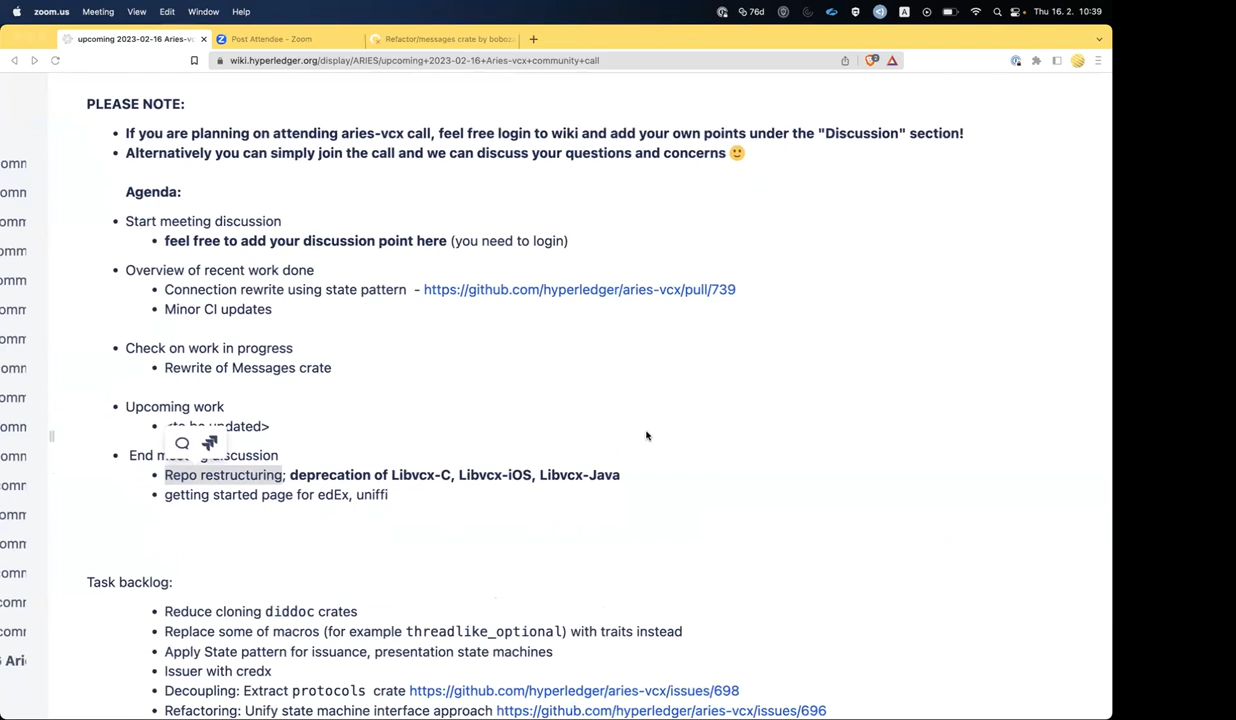 zoom.us Meeting View Edit Window Help 76d A Thu 16. 2. 10:39
upcoming 2023-02-16 Aries-vc Post Attendee - Zoom Refactor/messages crate by boboz
wiki.hyperledger.org/display/ARIES/upcoming+2023-02-16+Aries-vcx+community+call
PLEASE NOTE:
• If you are planning on attending aries-vcx call, feel free login to wiki and add your own points under the "Discussion" section!
• Alternatively you can simply join the call and we can discuss your questions and concerns 🙂
Agenda:
• Start meeting discussion
• feel free to add your discussion point here (you need to login)
• Overview of recent work done
• Connection rewrite using state pattern - https://github.com/hyperledger/aries-vcx/pull/739
• Minor CI updates
• Check on work in progress
• Rewrite of Messages crate
• Upcoming work
• <to be updated>
• End meeting discussion
• Repo restructuring; deprecation of Libvcx-C, Libvcx-iOS, Libvcx-Java
• getting started page for edEx, uniffi
Task backlog:
• Reduce cloning diddoc crates
• Replace some of macros (for example threadlike_optional) with traits instead
• Apply State pattern for issuance, presentation state machines
• Issuer with credx
• Decoupling: Extract protocols crate https://github.com/hyperledger/aries-vcx/issues/698
• Refactoring: Unify state machine interface approach https://github.com/hyperledger/aries-vcx/issues/696